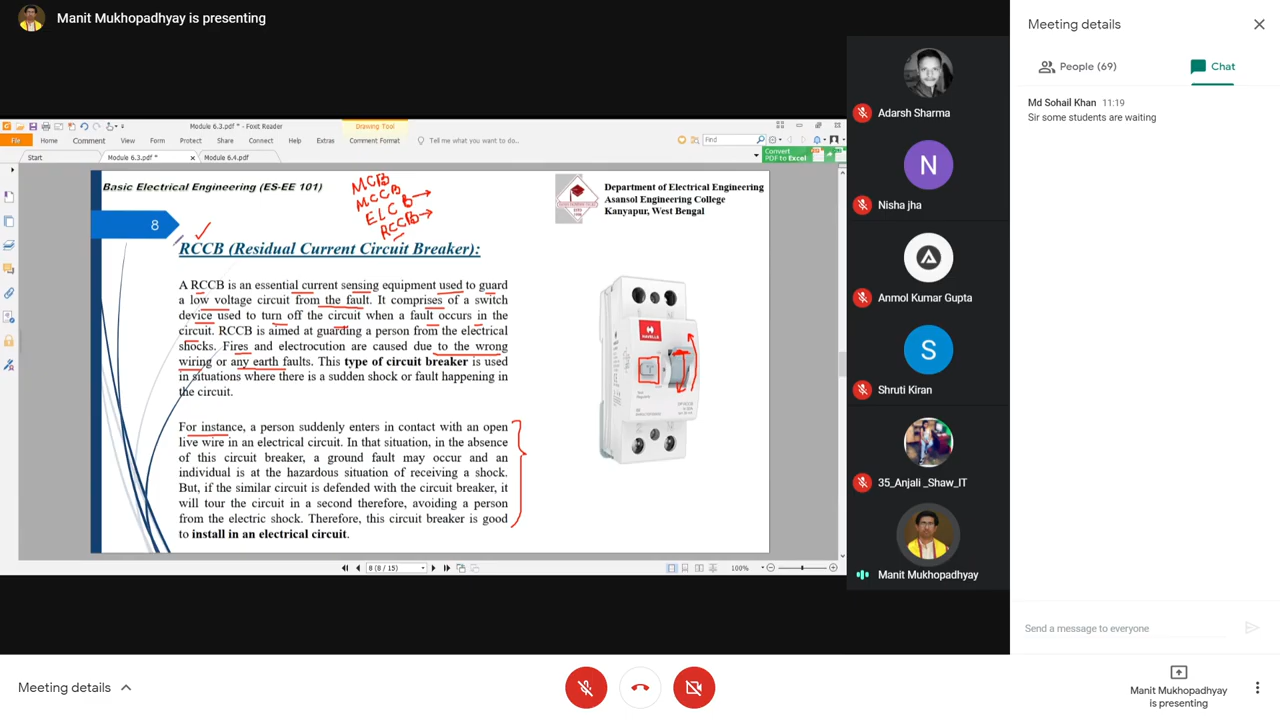 Manit Mukhopadhyay is presenting
Meeting details
People (69)
Chat
Md Sohail Khan 11:19
Sir some students are waiting
Module 6.3.pdf * - Foxit Reader
Drawing Tool
File Home Comment View Form Protect Share Connect Help Extras Comment Format Tell me what you want to do.. Find
Start Module 6.3.pdf * Module 6.4.pdf
Convert
PDF to Excel
Basic Electrical Engineering (ES-EE 101)
MCB
MCCB
ELCB
RCCB
Department of Electrical Engineering
Asansol Engineering College
Kanyapur, West Bengal
8
RCCB (Residual Current Circuit Breaker):
A RCCB is an essential current sensing equipment used to guard
a low voltage circuit from the fault. It comprises of a switch
device used to turn off the circuit when a fault occurs in the
circuit. RCCB is aimed at guarding a person from the electrical
shocks. Fires and electrocution are caused due to the wrong
wiring or any earth faults. This type of circuit breaker is used
in situations where there is a sudden shock or fault happening in
the circuit.
For instance, a person suddenly enters in contact with an open
live wire in an electrical circuit. In that situation, in the absence
of this circuit breaker, a ground fault may occur and an
individual is at the hazardous situation of receiving a shock.
But, if the similar circuit is defended with the circuit breaker, it
will tour the circuit in a second therefore, avoiding a person
from the electric shock. Therefore, this circuit breaker is good
to install in an electrical circuit.
HAVELLS
8 (8 / 15)
100%
Adarsh Sharma
N
Nisha jha
Anmol Kumar Gupta
S
Shruti Kiran
35_Anjali _Shaw_IT
Manit Mukhopadhyay
Send a message to everyone
Meeting details
Manit Mukhopadhyay
is presenting